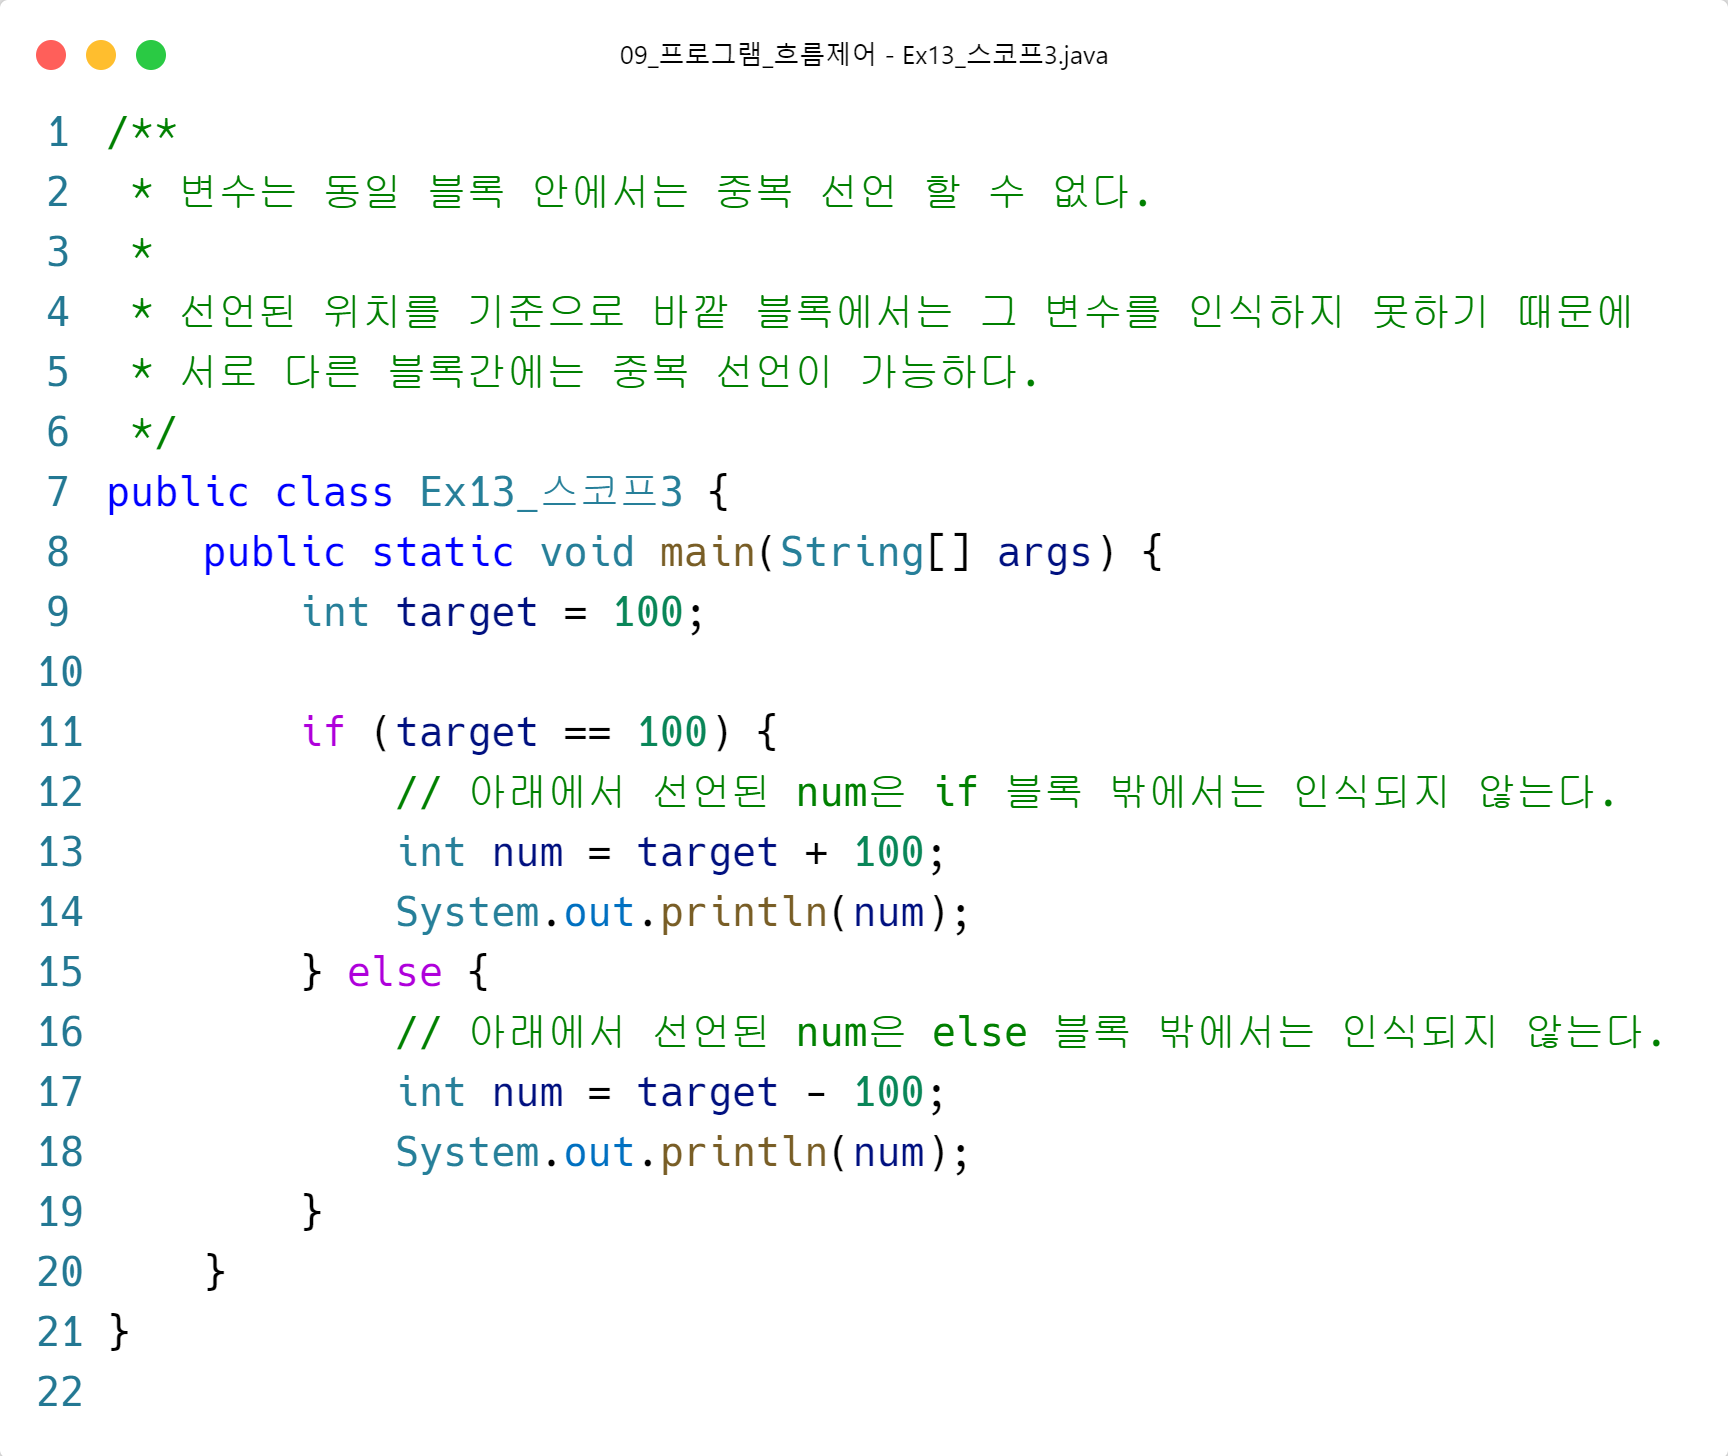 09_프로그램_흐름제어 - Ex13_스코프3.java
1 /**
2  * 변수는 동일 블록 안에서는 중복 선언 할 수 없다.
3  *
4  * 선언된 위치를 기준으로 바깥 블록에서는 그 변수를 인식하지 못하기 때문에
5  * 서로 다른 블록간에는 중복 선언이 가능하다.
6  */
7 public class Ex13_스코프3 {
8     public static void main(String[] args) {
9         int target = 100;
10
11         if (target == 100) {
12             // 아래에서 선언된 num은 if 블록 밖에서는 인식되지 않는다.
13             int num = target + 100;
14             System.out.println(num);
15         } else {
16             // 아래에서 선언된 num은 else 블록 밖에서는 인식되지 않는다.
17             int num = target - 100;
18             System.out.println(num);
19         }
20     }
21 }
22